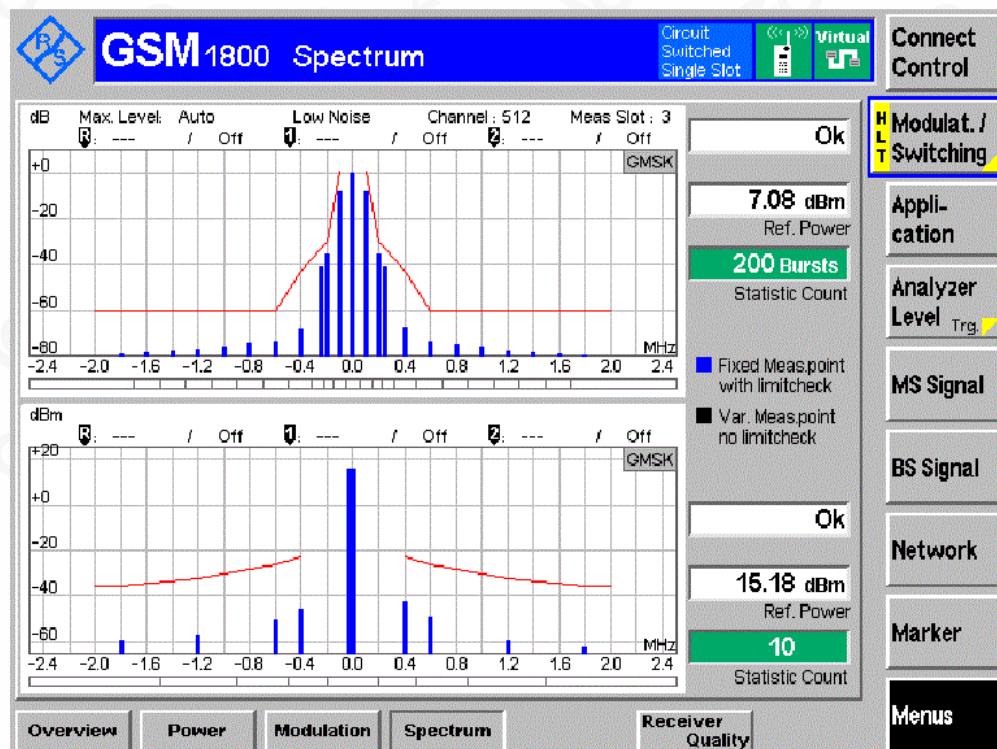 R&S
GSM 1800 Spectrum
Circuit Switched Single Slot
Virtual
Connect Control
dB Max. Level: Auto Low Noise Channel : 512 Meas Slot : 3
R : --- / Off 1 : --- / Off 2 : --- / Off
GMSK
+0
-20
-40
-60
-80
MHz
-2.4 -2.0 -1.6 -1.2 -0.8 -0.4 0.0 0.4 0.8 1.2 1.6 2.0 2.4
Ok
7.08 dBm
Ref. Power
200 Bursts
Statistic Count
Fixed Meas.point
with limitcheck
Var. Meas.point
no limitcheck
dBm
R : --- / Off 1 : --- / Off 2 : --- / Off
GMSK
+20
+0
-20
-40
-60
MHz
-2.4 -2.0 -1.6 -1.2 -0.8 -0.4 0.0 0.4 0.8 1.2 1.6 2.0 2.4
Ok
15.18 dBm
Ref. Power
10
Statistic Count
HLT
Modulat. /
Switching
Appli-
cation
Analyzer
Level Trg.
MS Signal
BS Signal
Network
Marker
Menus
Overview Power Modulation Spectrum Receiver Quality